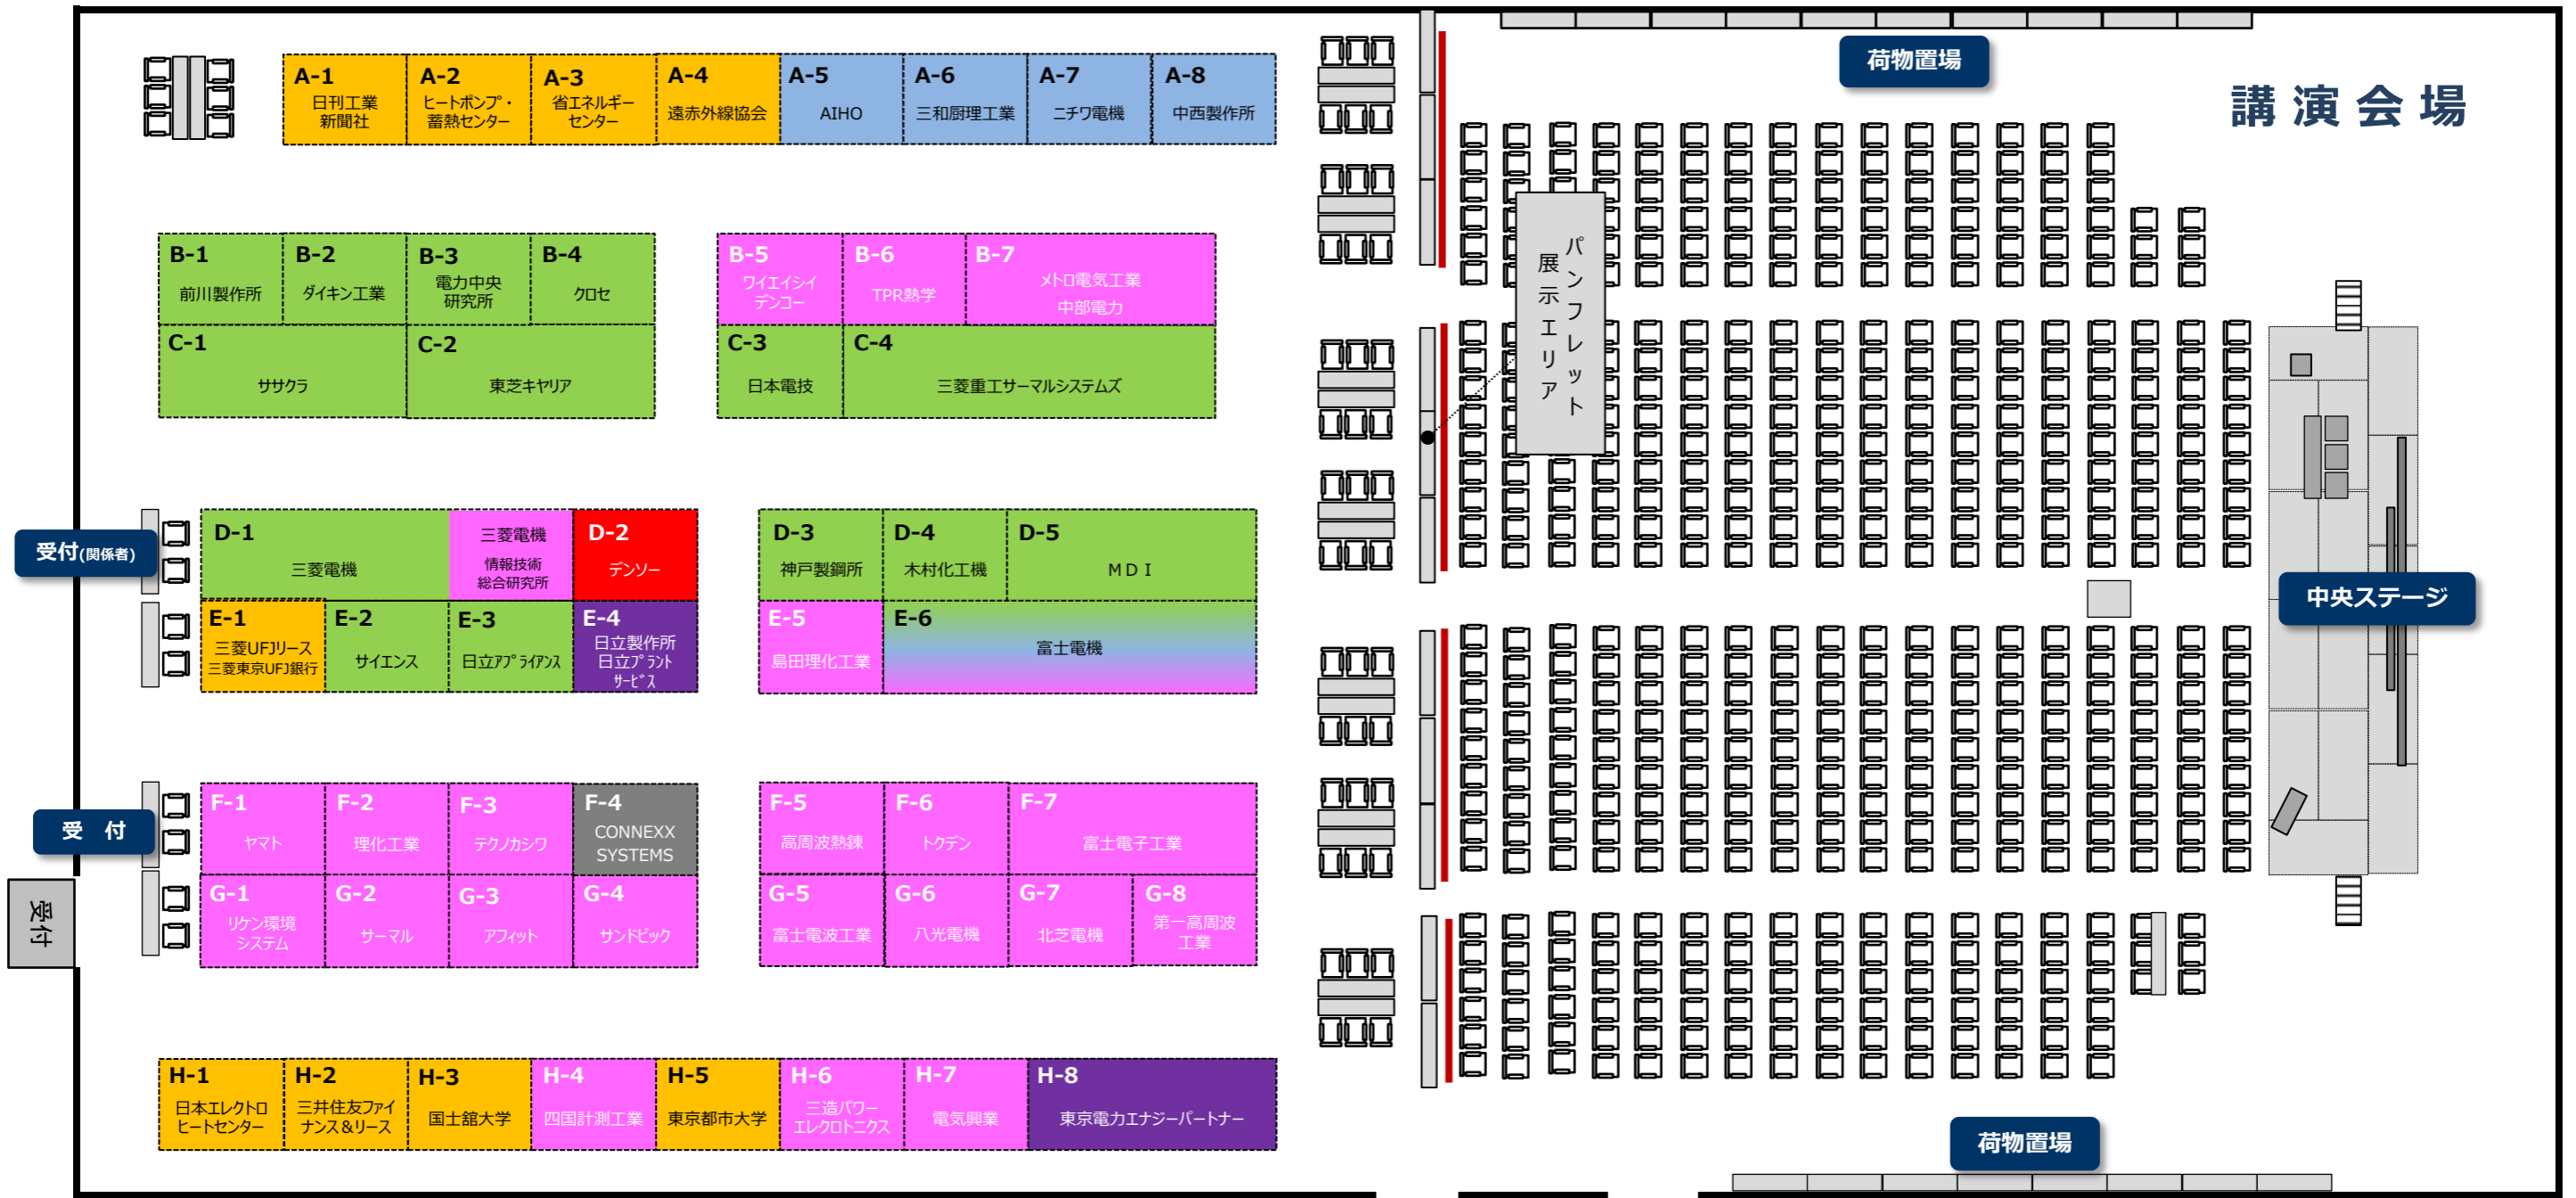 荷物置場
講演会場
A-1
日刊工業
新聞社
A-2
ヒートポンプ・
蓄熱センター
A-3
省エネルギー
センター
A-4
遠赤外線協会
A-5
AIHO
A-6
三和厨理工業
A-7
ニチワ電機
A-8
中西製作所
B-1
前川製作所
B-2
ダイキン工業
B-3
電力中央
研究所
B-4
クロセ
B-5
ワイエイシイ
デンコー
B-6
TPR熱学
B-7
メトロ電気工業
中部電力
C-1
ササクラ
C-2
東芝キヤリア
C-3
日本電技
C-4
三菱重工サーマルシステムズ
パンフレット
展示エリア
受付(関係者)
D-1
三菱電機
三菱電機
情報技術
総合研究所
D-2
デンソー
D-3
神戸製鋼所
D-4
木村化工機
D-5
ＭＤＩ
E-1
三菱UFJリース
三菱東京UFJ銀行
E-2
サイエンス
E-3
日立ｱﾌﾟﾗｲｱﾝｽ
E-4
日立製作所
日立ﾌﾟﾗﾝﾄ
ｻｰﾋﾞｽ
E-5
島田理化工業
E-6
富士電機
中央ステージ
受　付
F-1
ヤマト
F-2
理化工業
F-3
テクノカシワ
F-4
CONNEXX
SYSTEMS
F-5
高周波熱錬
F-6
トクデン
F-7
富士電子工業
受付
G-1
リケン環境
システム
G-2
サーマル
G-3
アフィット
G-4
サンドビック
G-5
富士電波工業
G-6
八光電機
G-7
北芝電機
G-8
第一高周波
工業
H-1
日本エレクトロ
ヒートセンター
H-2
三井住友ファイ
ナンス＆リース
H-3
国士舘大学
H-4
四国計測工業
H-5
東京都市大学
H-6
三造パワー
エレクロトニクス
H-7
電気興業
H-8
東京電力エナジーパートナー
荷物置場